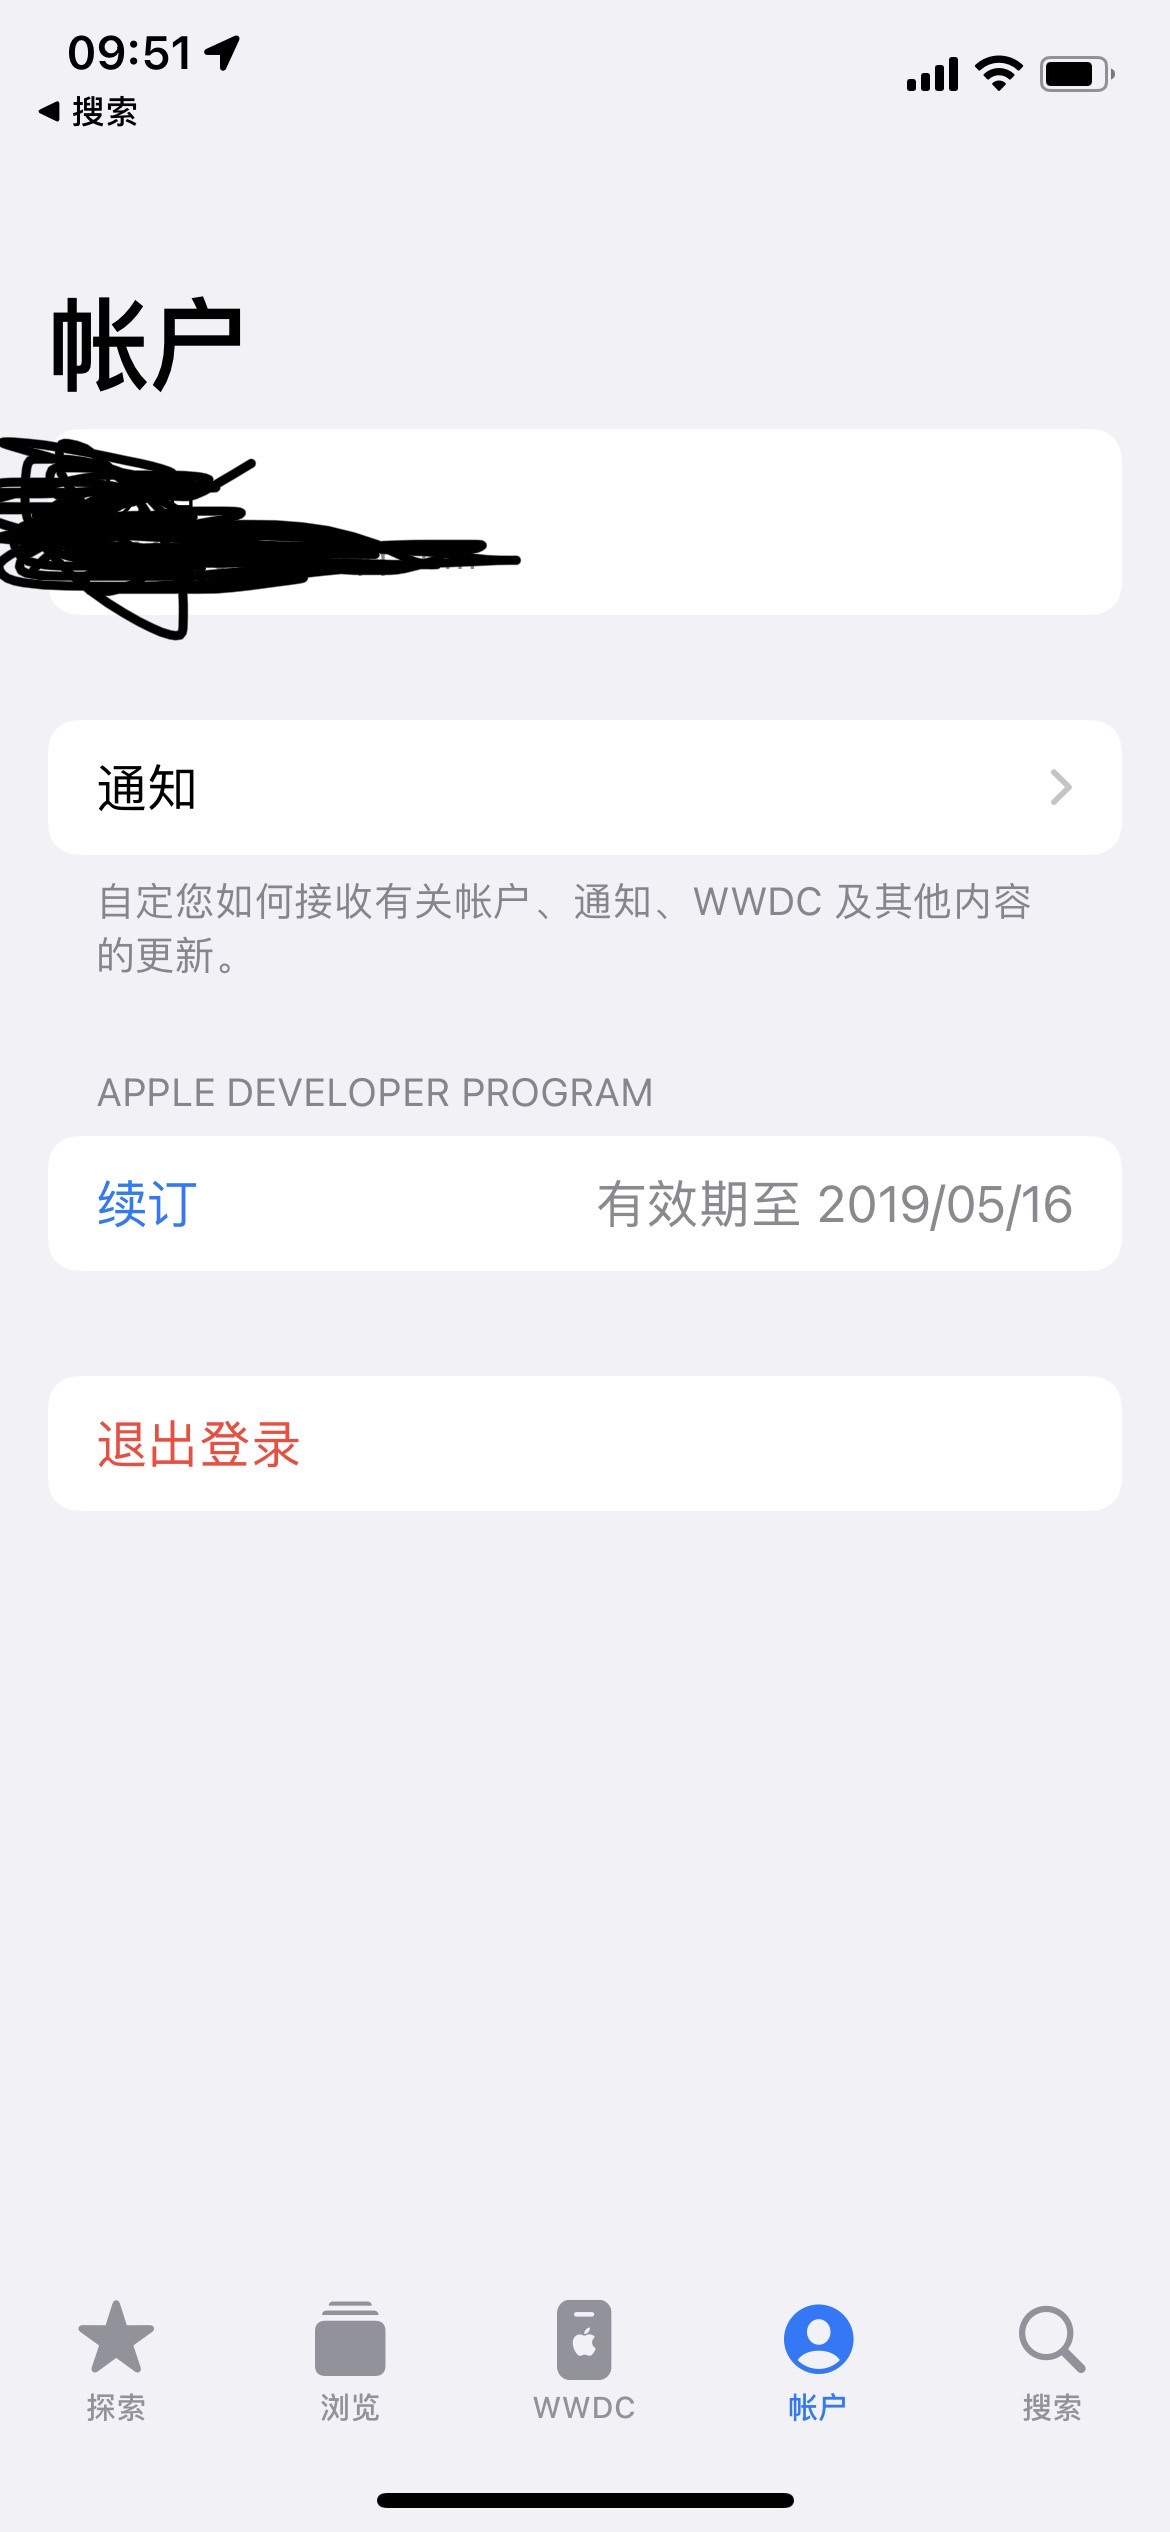 09:51
搜索
帐户
通知
自定您如何接收有关帐户、通知、WWDC 及其他内容
的更新。
APPLE DEVELOPER PROGRAM
续订 有效期至 2019/05/16
退出登录
探索 浏览 WWDC 帐户 搜索